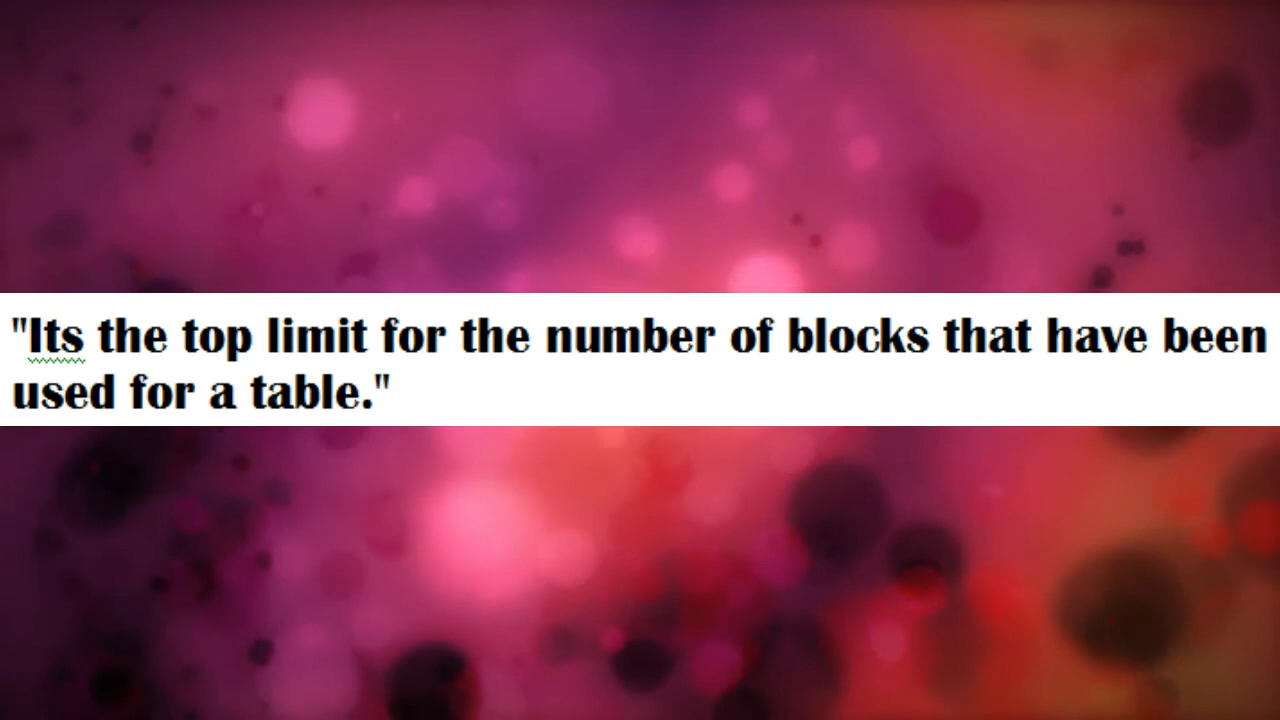 "Its the top limit for the number of blocks that have been
used for a table."